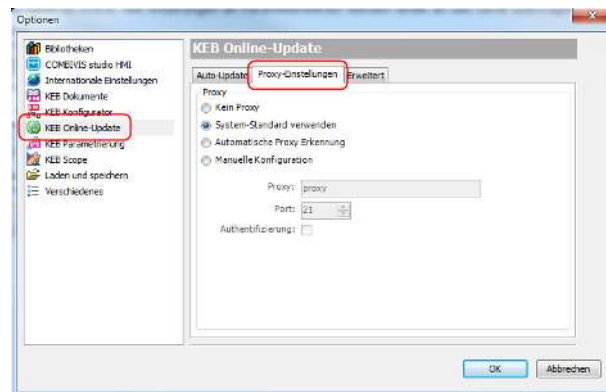 Optionen
Bibliotheken
COMBIVIS studio HMI
Internationale Einstellungen
KEB Dokumente
KEB Konfigurator
KEB Online-Update
KEB Parametrierung
KEB Scope
Laden und speichern
Verschiedenes
KEB Online-Update
Auto-Update
Proxy-Einstellungen
Erweitert
Proxy
Kein Proxy
System-Standard verwenden
Automatische Proxy Erkennung
Manuelle Konfiguration
Proxy: proxy
Port: 21
Authentifizierung:
OK
Abbrechen